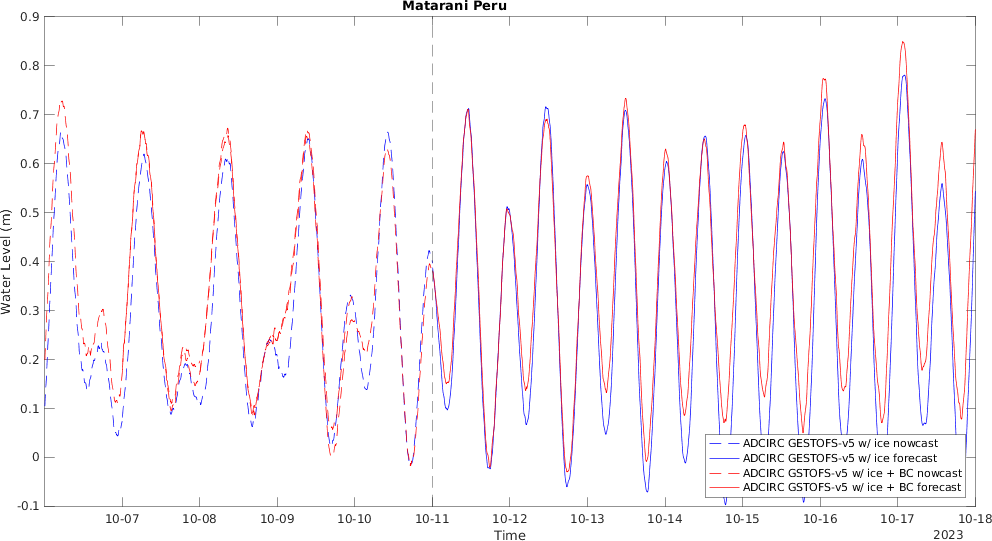 Matarani Peru
Water Level (m)
0.9
0.8
0.7
0.6
0.5
0.4
0.3
0.2
0.1
0
-0.1
ADCIRC GESTOFS-v5 w/ ice nowcast
ADCIRC GESTOFS-v5 w/ ice forecast
ADCIRC GSTOFS-v5 w/ ice + BC nowcast
ADCIRC GSTOFS-v5 w/ ice + BC forecast
10-07 10-08 10-09 10-10 10-11 10-12 10-13 10-14 10-15 10-16 10-17 10-18
Time
2023